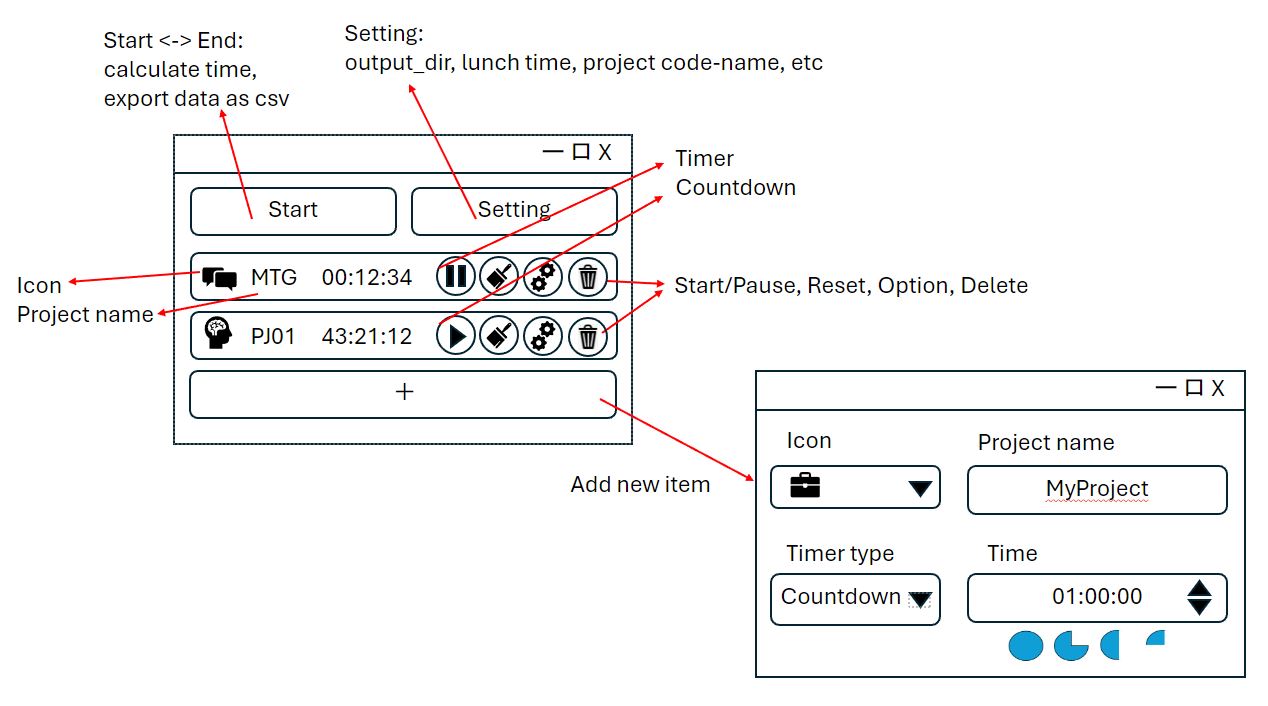 Start <-> End:
calculate time,
export data as csv
Setting:
output_dir, lunch time, project code-name, etc
X
Start
Setting
Timer
Countdown
MTG 00:12:34
Icon
Project name
Start/Pause, Reset, Option, Delete
PJ01 43:21:12
+
Add new item
X
Icon
Project name
MyProject
Timer type
Time
Countdown
01:00:00